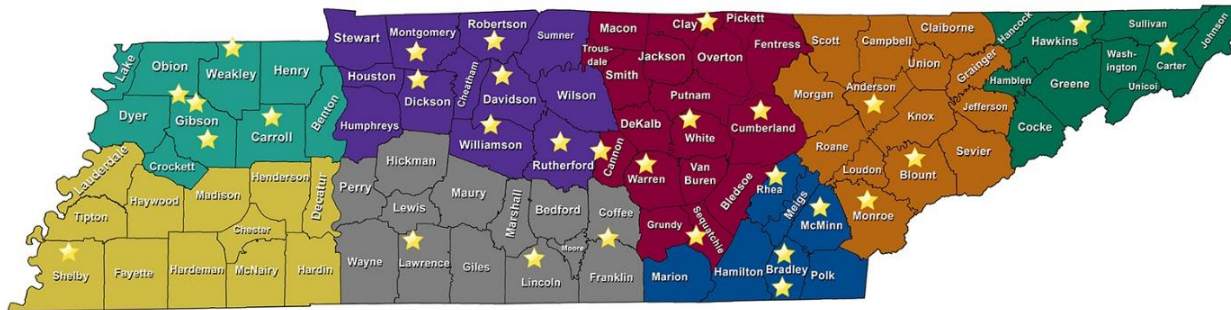 Lake
Obion
Weakley
Henry
Dyer
Gibson
Carroll
Benton
Crockett
Lauderdale
Tipton
Haywood
Madison
Henderson
Decatur
Chester
Shelby
Fayette
Hardeman
McNairy
Hardin
Stewart
Montgomery
Robertson
Sumner
Houston
Dickson
Cheatham
Davidson
Wilson
Humphreys
Williamson
Rutherford
Hickman
Perry
Lewis
Maury
Marshall
Bedford
Coffee
Moore
Wayne
Lawrence
Giles
Lincoln
Franklin
Macon
Clay
Pickett
Trous-
dale
Smith
Jackson
Overton
Fentress
Putnam
DeKalb
White
Cumberland
Cannon
Warren
Van
Buren
Bledsoe
Grundy
Sequatchie
Rhea
Meigs
McMinn
Marion
Hamilton
Bradley
Polk
Scott
Campbell
Claiborne
Union
Grainger
Morgan
Anderson
Knox
Jefferson
Roane
Loudon
Blount
Sevier
Monroe
Hancock
Hawkins
Sullivan
Johnson
Hamblen
Greene
Wash-
ington
Carter
Unicoi
Cocke